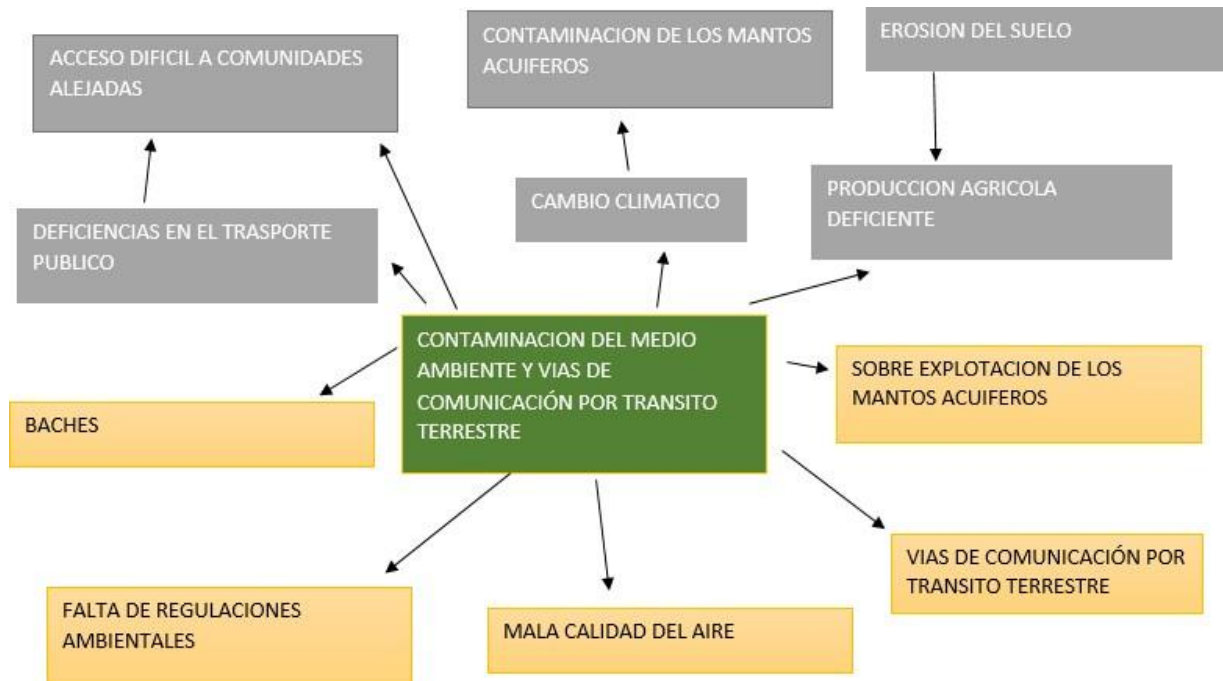 ACCESO DIFICIL A COMUNIDADES
ALEJADAS
CONTAMINACION DE LOS MANTOS
ACUIFEROS
EROSION DEL SUELO
DEFICIENCIAS EN EL TRASPORTE
PUBLICO
CAMBIO CLIMATICO
PRODUCCION AGRICOLA
DEFICIENTE
CONTAMINACION DEL MEDIO
AMBIENTE Y VIAS DE
COMUNICACIÓN POR TRANSITO
TERRESTRE
BACHES
SOBRE EXPLOTACION DE LOS
MANTOS ACUIFEROS
VIAS DE COMUNICACIÓN POR
TRANSITO TERRESTRE
FALTA DE REGULACIONES
AMBIENTALES
MALA CALIDAD DEL AIRE